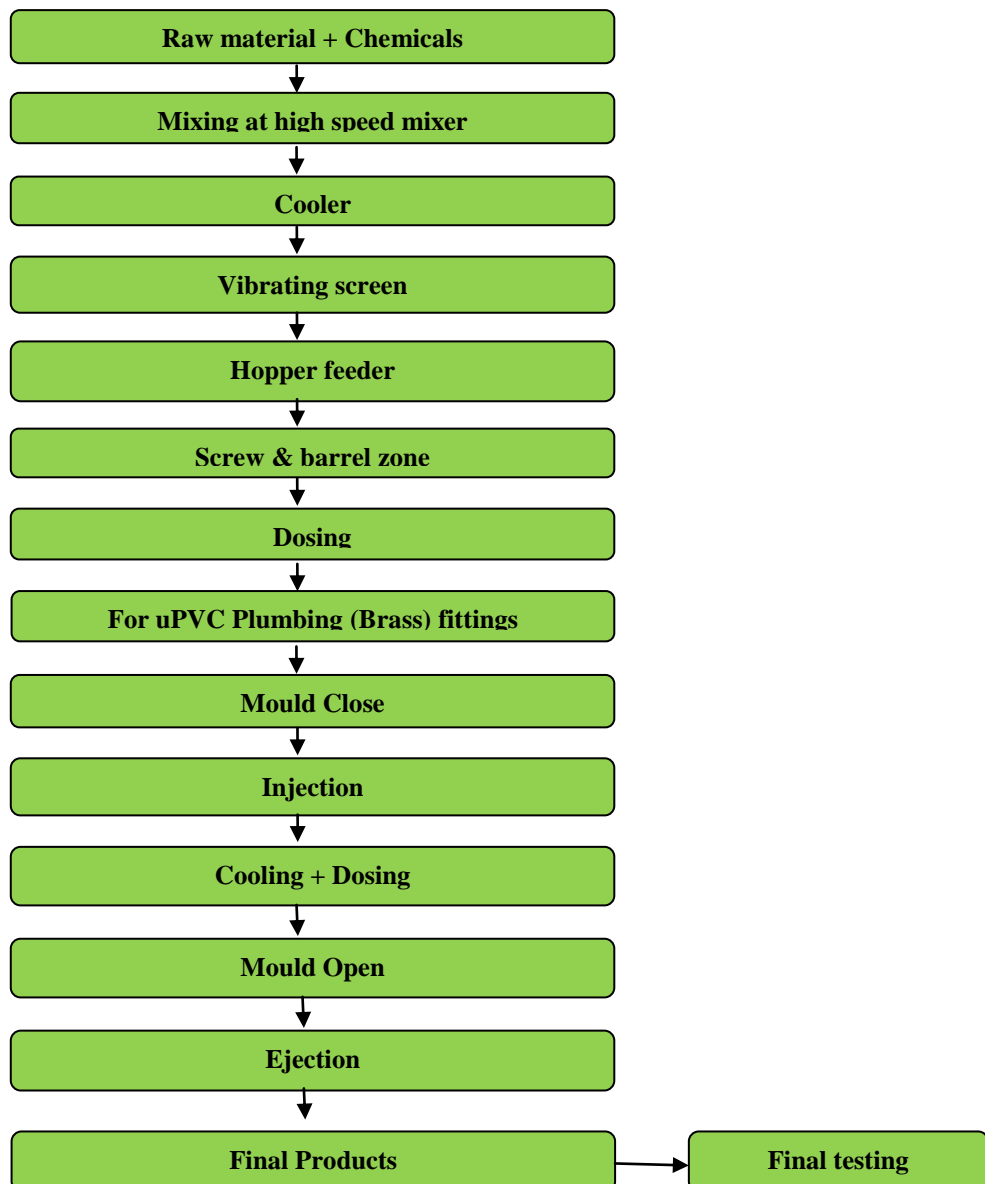 Raw material + Chemicals
Mixing at high speed mixer
Cooler
Vibrating screen
Hopper feeder
Screw & barrel zone
Dosing
For uPVC Plumbing (Brass) fittings
Mould Close
Injection
Cooling + Dosing
Mould Open
Ejection
Final Products
Final testing